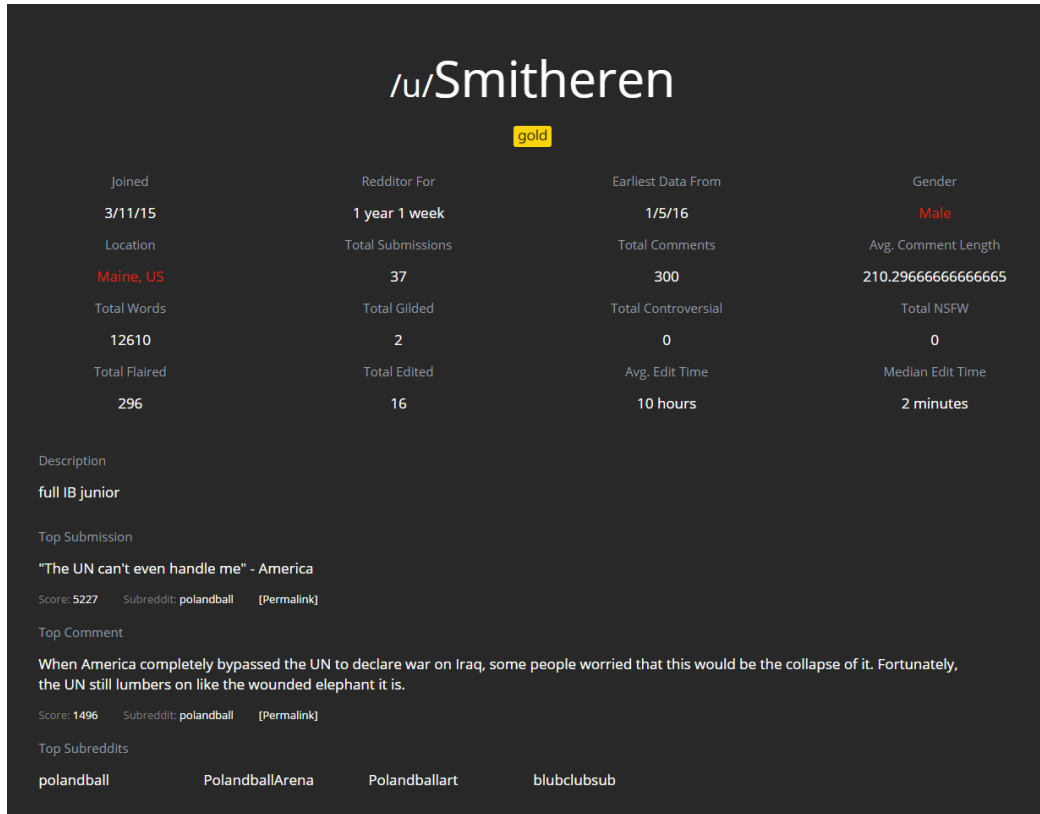 /u/Smitheren
gold
Joined Redditor For Earliest Data From Gender
3/11/15 1 year 1 week 1/5/16 Male
Location Total Submissions Total Comments Avg. Comment Length
Maine, US 37 300 210.29666666666665
Total Words Total Gilded Total Controversial Total NSFW
12610 2 0 0
Total Flaired Total Edited Avg. Edit Time Median Edit Time
296 16 10 hours 2 minutes
Description
full IB junior
Top Submission
"The UN can't even handle me" - America
Score: 5227 Subreddit: polandball [Permalink]
Top Comment
When America completely bypassed the UN to declare war on Iraq, some people worried that this would be the collapse of it. Fortunately,
the UN still lumbers on like the wounded elephant it is.
Score: 1496 Subreddit: polandball [Permalink]
Top Subreddits
polandball PolandballArena Polandballart blubclubsub